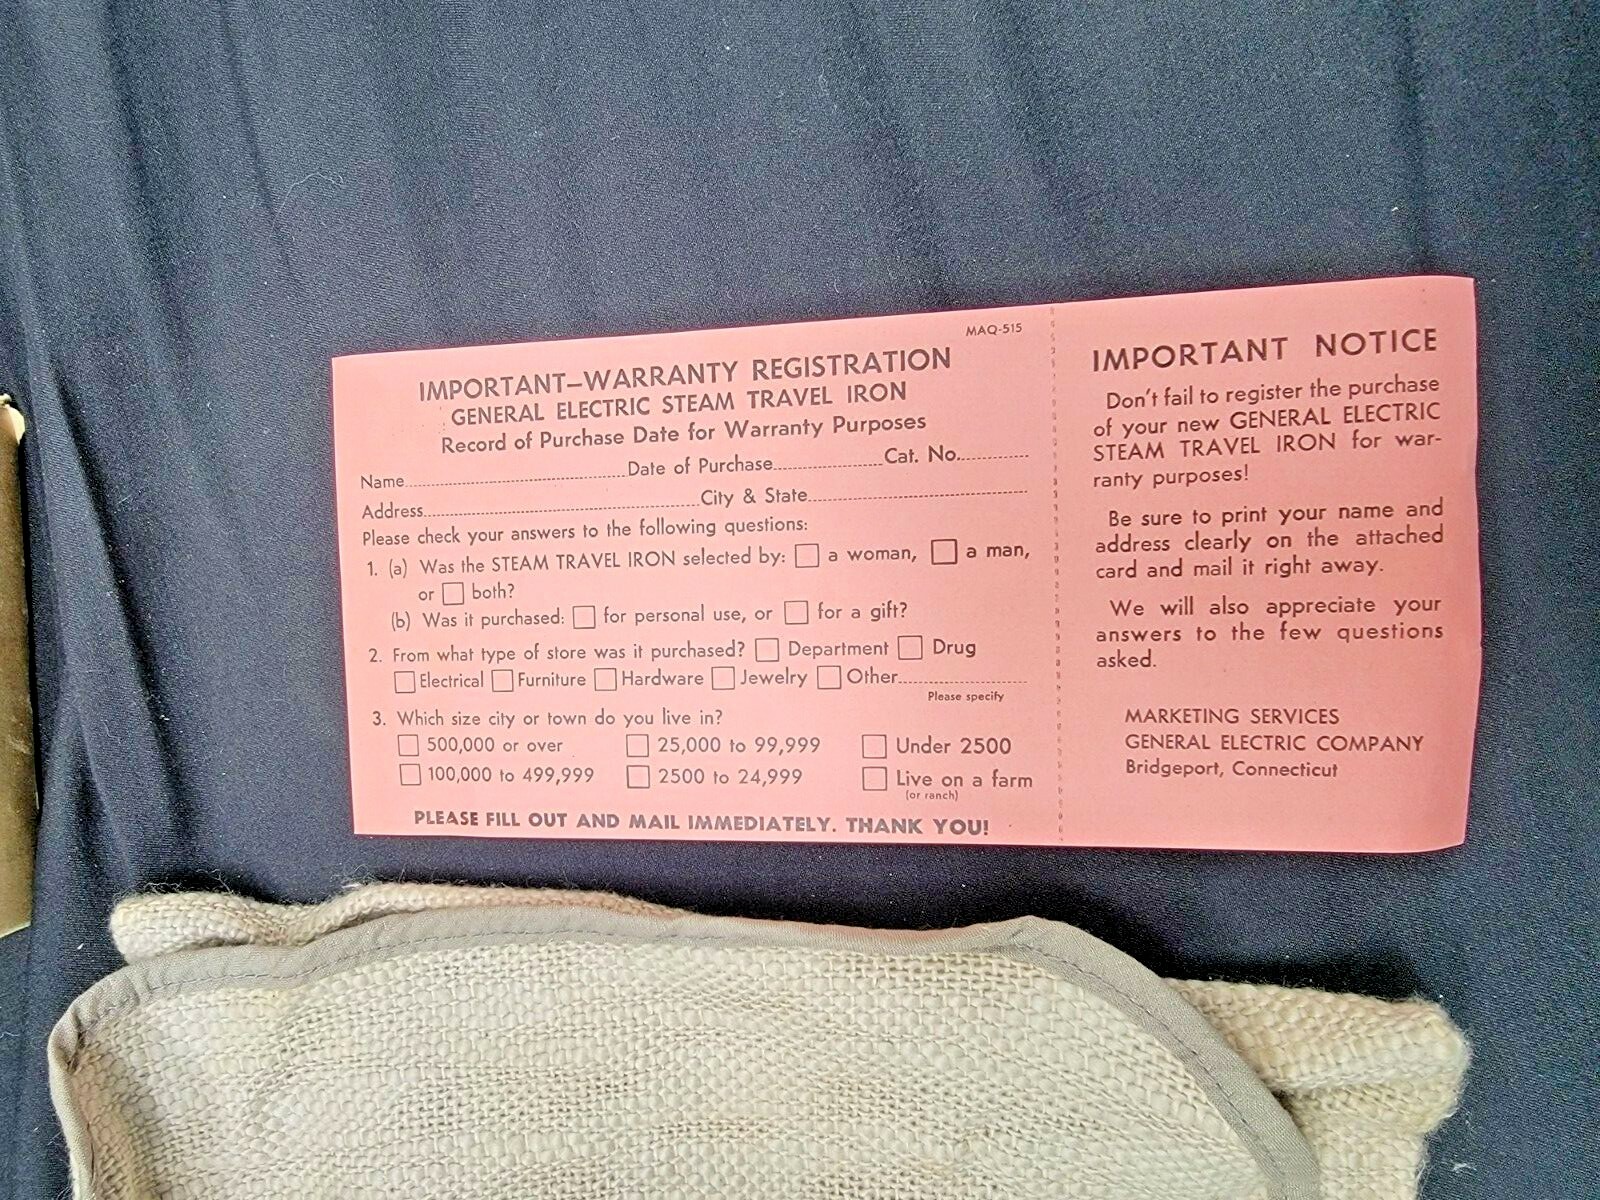 MAQ-515
IMPORTANT—WARRANTY REGISTRATION
GENERAL ELECTRIC STEAM TRAVEL IRON
Record of Purchase Date for Warranty Purposes
Name Date of Purchase Cat. No.
Address City & State
Please check your answers to the following questions:
1. (a) Was the STEAM TRAVEL IRON selected by: ☐ a woman, ☐ a man,
or ☐ both?
(b) Was it purchased: ☐ for personal use, or ☐ for a gift?
2. From what type of store was it purchased? ☐ Department ☐ Drug
☐ Electrical ☐ Furniture ☐ Hardware ☐ Jewelry ☐ Other
Please specify
3. Which size city or town do you live in?
☐ 500,000 or over ☐ 25,000 to 99,999 ☐ Under 2500
☐ 100,000 to 499,999 ☐ 2500 to 24,999 ☐ Live on a farm
(or ranch)
PLEASE FILL OUT AND MAIL IMMEDIATELY. THANK YOU!
IMPORTANT NOTICE
Don't fail to register the purchase
of your new GENERAL ELECTRIC
STEAM TRAVEL IRON for war-
ranty purposes!
Be sure to print your name and
address clearly on the attached
card and mail it right away.
We will also appreciate your
answers to the few questions
asked.
MARKETING SERVICES
GENERAL ELECTRIC COMPANY
Bridgeport, Connecticut